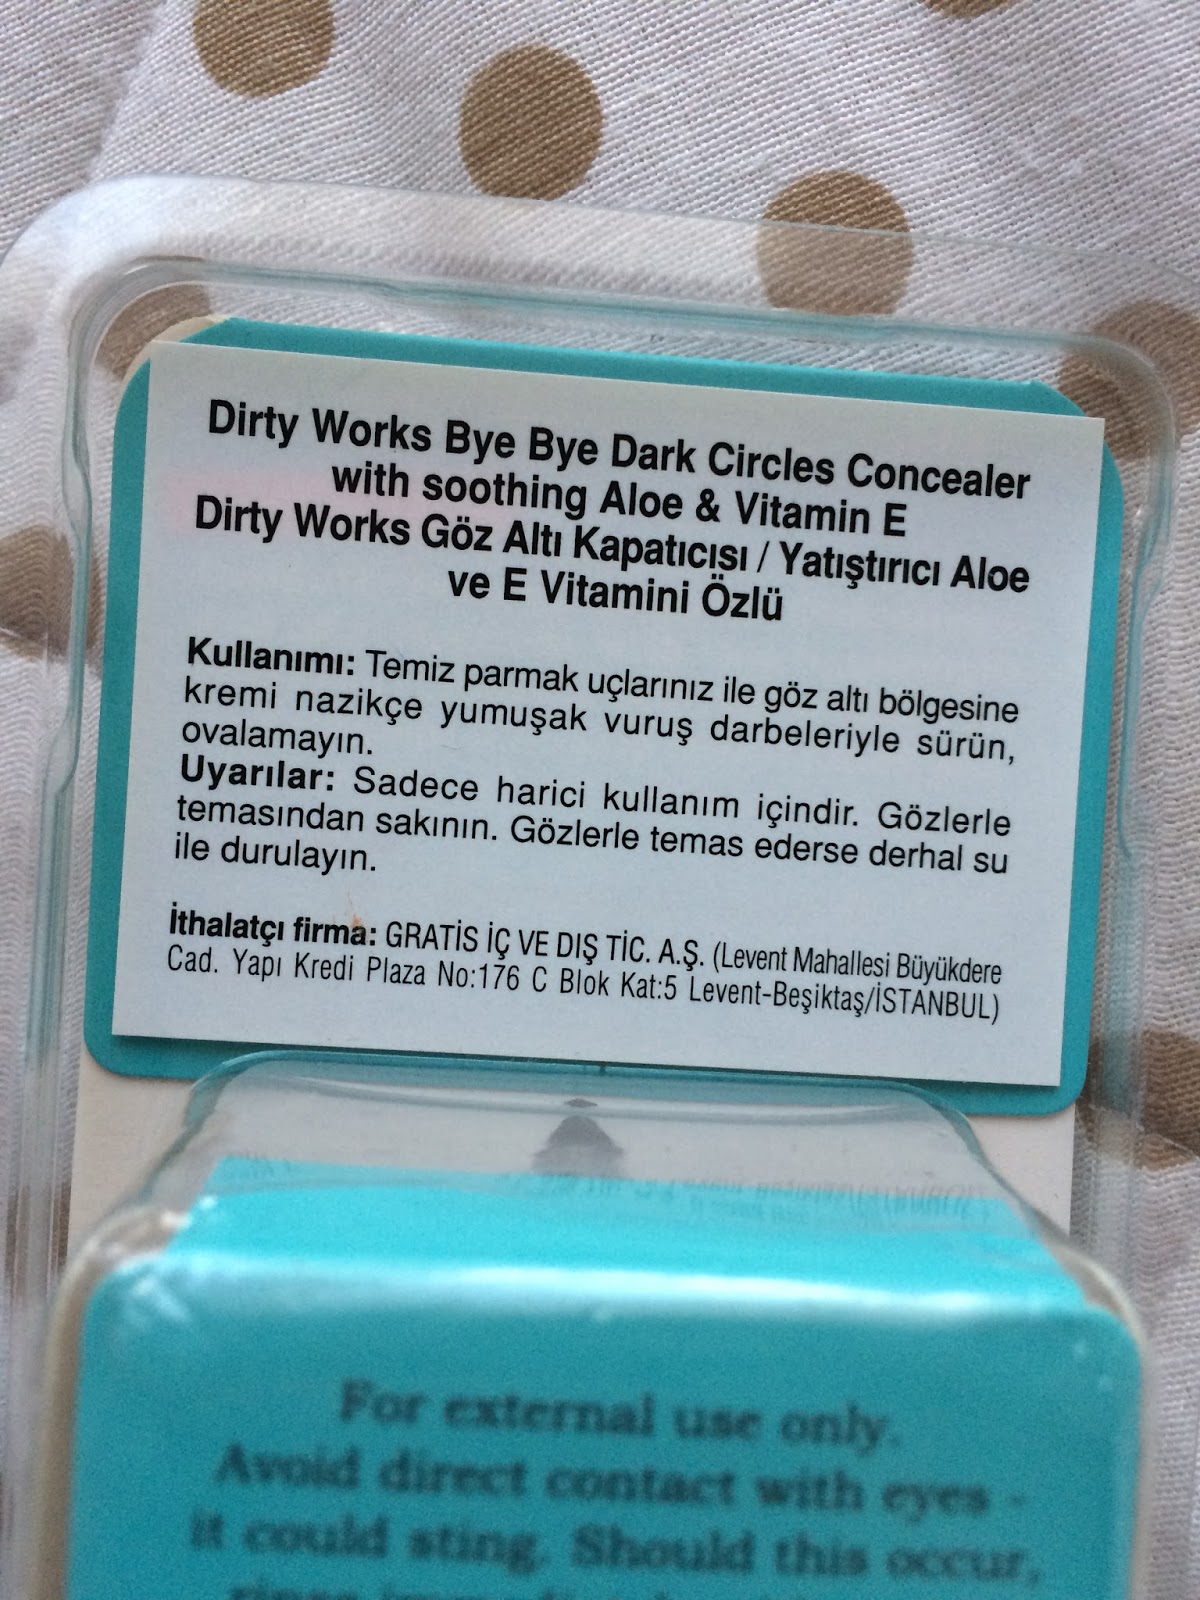 Dirty Works Bye Bye Dark Circles Concealer
with soothing Aloe & Vitamin E
Dirty Works Göz Altı Kapatıcısı / Yatıştırıcı Aloe
ve E Vitamini Özlü
Kullanımı: Temiz parmak uçlarınız ile göz altı bölgesine
kremi nazikçe yumuşak vuruş darbeleriyle sürün,
ovalamayın.
Uyarılar: Sadece harici kullanım içindir. Gözlerle
temasından sakının. Gözlerle temas ederse derhal su
ile durulayın.
İthalatçı firma: GRATİS İÇ VE DIŞ TİC. A.Ş. (Levent Mahallesi Büyükdere
Cad. Yapı Kredi Plaza No:176 C Blok Kat:5 Levent-Beşiktaş/İSTANBUL)
For external use only.
Avoid direct contact with eyes -
it could sting. Should this occur,